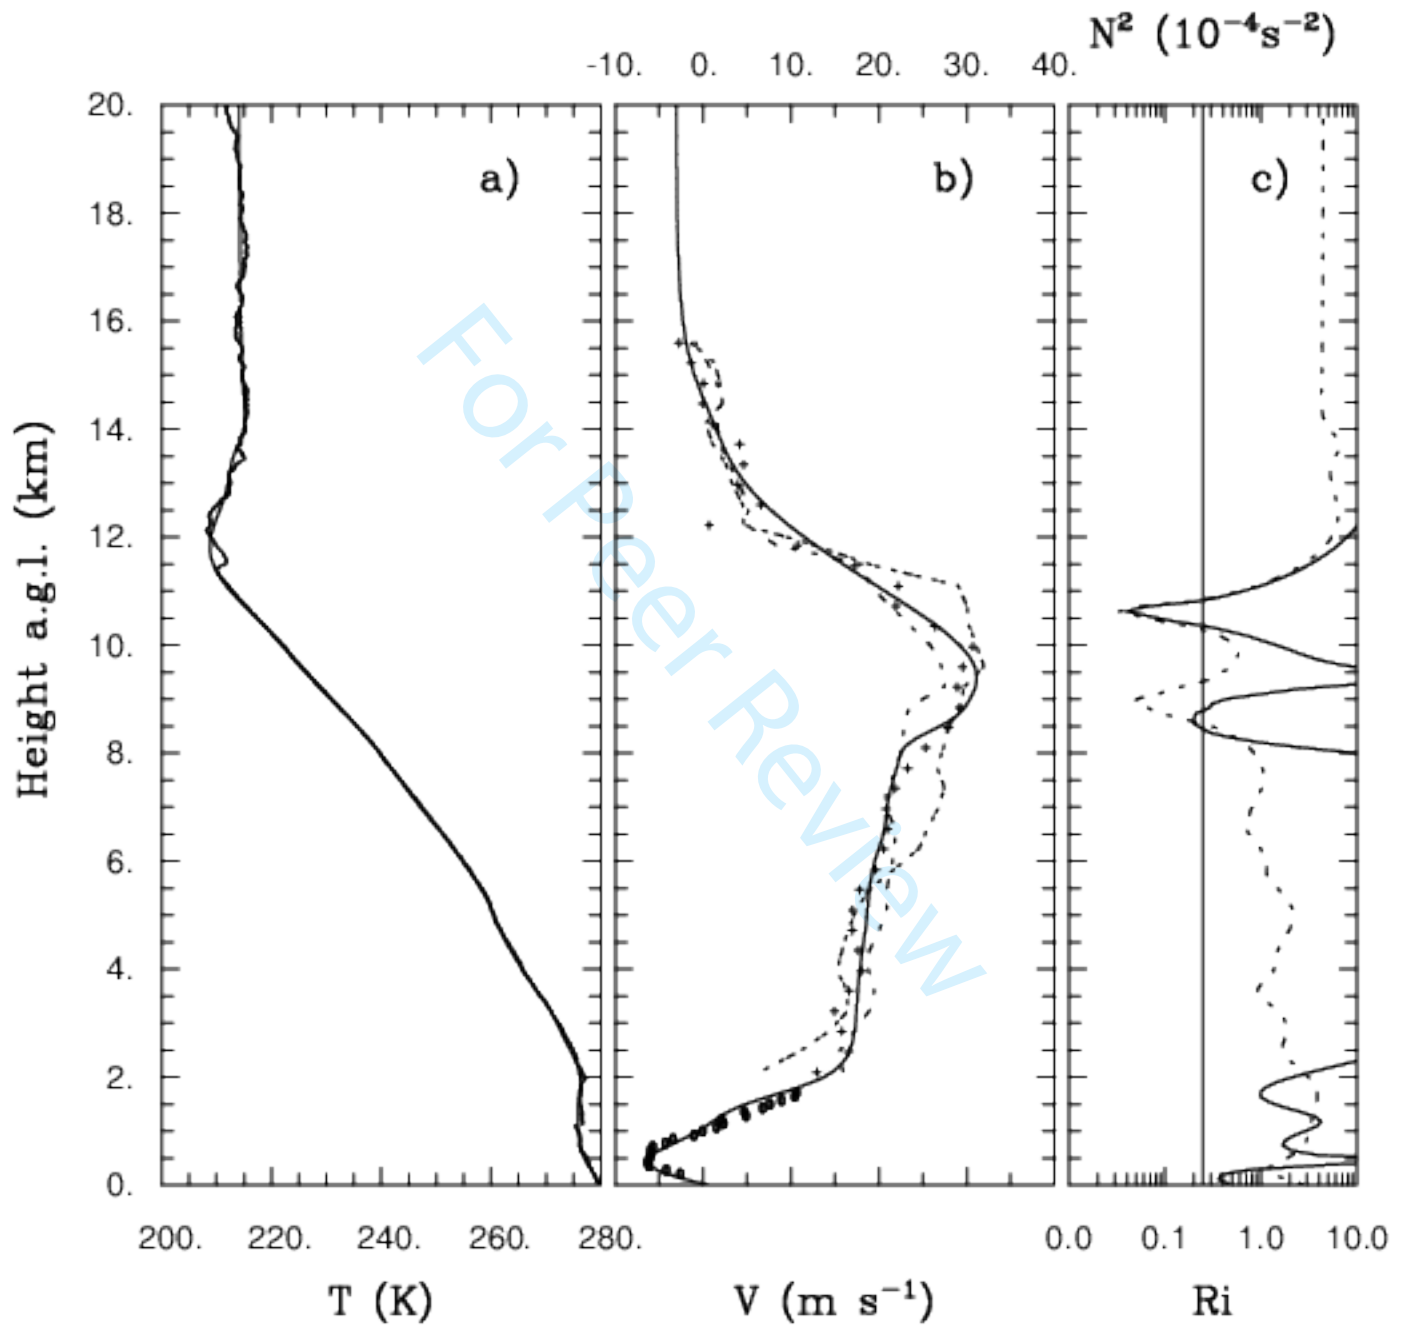 N² (10⁻⁴s⁻²)
-10. 0. 10. 20. 30. 40.
20.
18.
16.
14.
12.
10.
8.
6.
4.
2.
0.
Height a.g.l. (km)
a)
b)
c)
For Peer Review
200. 220. 240. 260. 280.
0.0 0.1 1.0 10.0
T (K)
V (m s⁻¹)
Ri